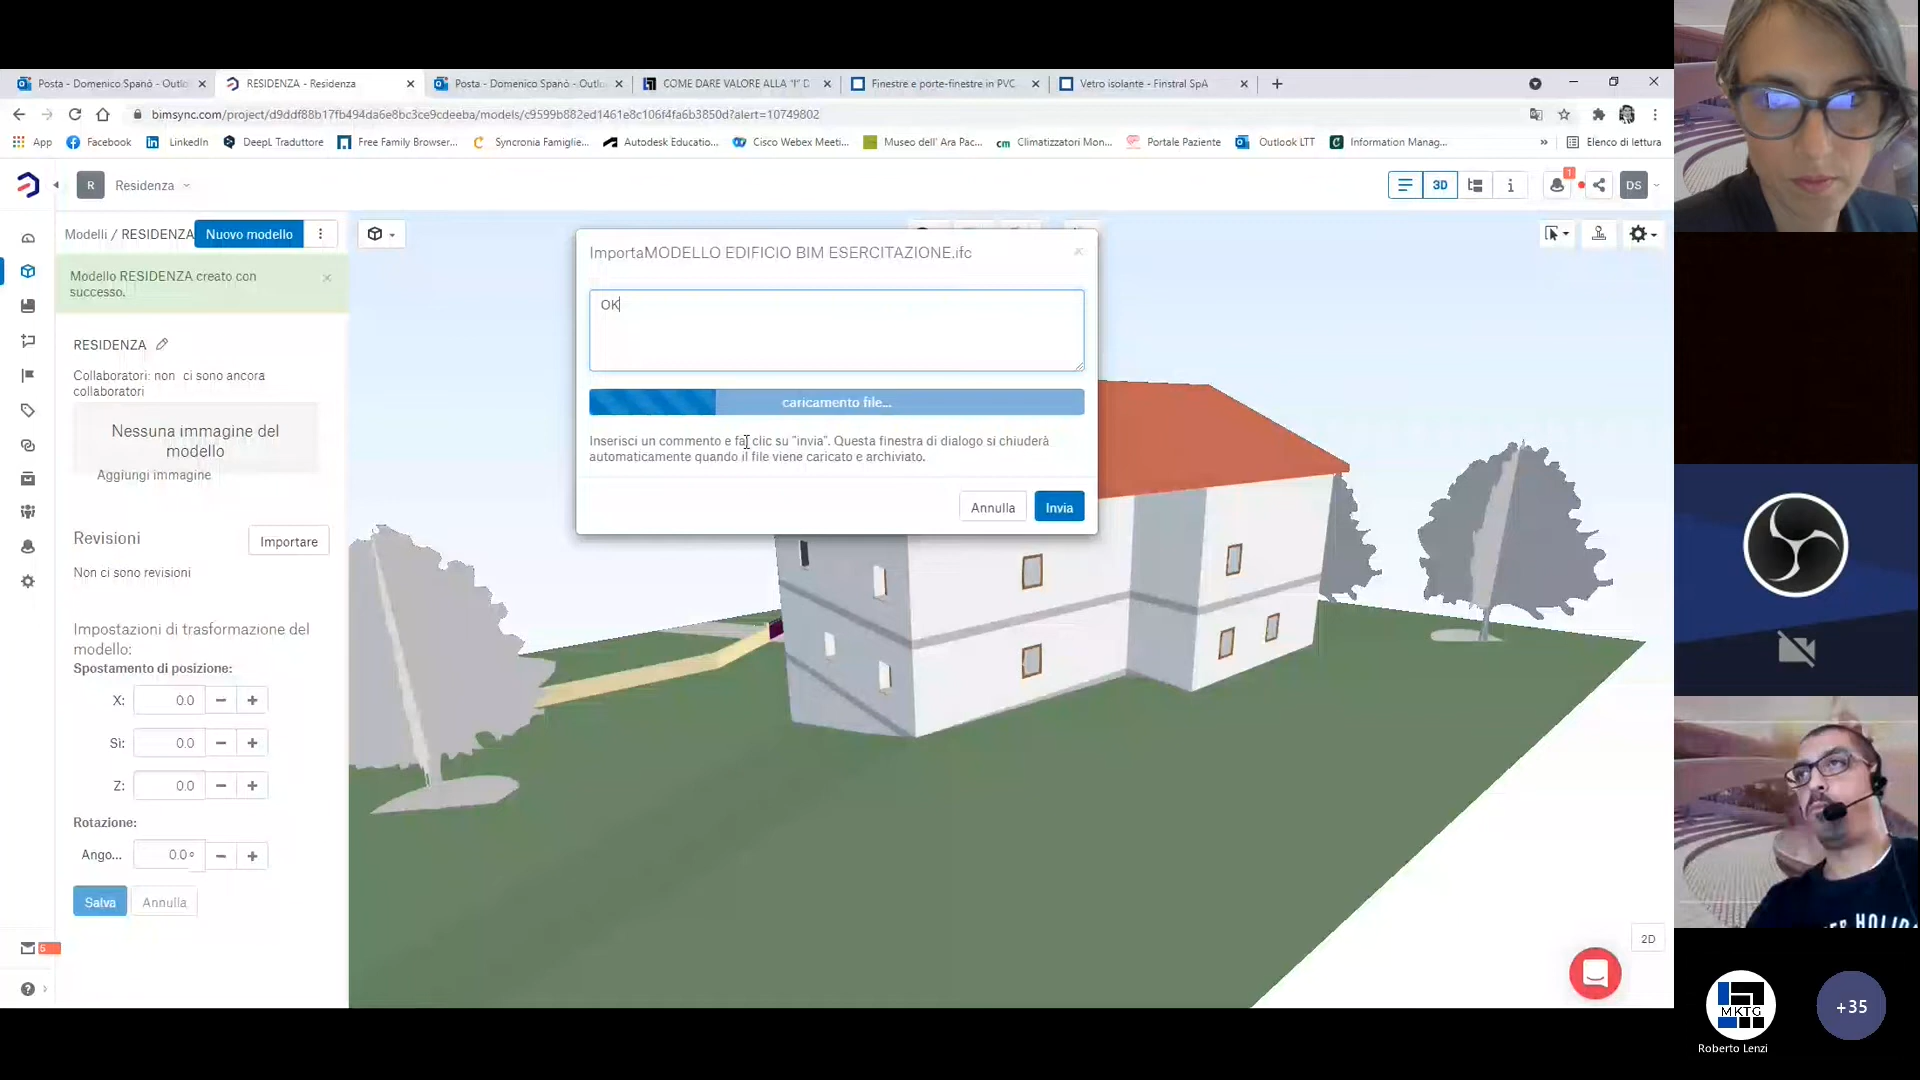 Posta - Domenico Spanò - Outlo
RESIDENZA - Residenza
Posta - Domenico Spanò - Outlo
COME DARE VALORE ALLA "I" D
Finestre e porte-finestre in PVC
Vetro isolante - Finstral SpA
bimsync.com/project/d9ddf88b17fb494da6e8bc3ce9cdeeba/models/c9599b882ed1461e8c106f4fa6b3850d?alert=10749802
App
Facebook
LinkedIn
DeepL Traduttore
Free Family Browser...
Syncronia Famiglie...
Autodesk Educatio...
Cisco Webex Meeti...
Museo dell' Ara Pac...
cm Climatizzatori Mon...
Portale Paziente
Outlook LTT
Information Manag...
»
Elenco di lettura
R
Residenza
3D
1
DS
Modelli / RESIDENZA
Nuovo modello
Modello RESIDENZA creato con
successo.
RESIDENZA
Collaboratori: non ci sono ancora
collaboratori
Nessuna immagine del
modello
Aggiungi immagine
Revisioni
Importare
Non ci sono revisioni
Impostazioni di trasformazione del
modello:
Spostamento di posizione:
X: 0.0
Sì: 0.0
Z: 0.0
Rotazione:
Ango... 0.0°
Salva
Annulla
6
ImportaMODELLO EDIFICIO BIM ESERCITAZIONE.ifc
OK
caricamento file...
Inserisci un commento e fai clic su "invia". Questa finestra di dialogo si chiuderà
automaticamente quando il file viene caricato e archiviato.
Annulla
Invia
2D
MKTG
Roberto Lenzi
+35